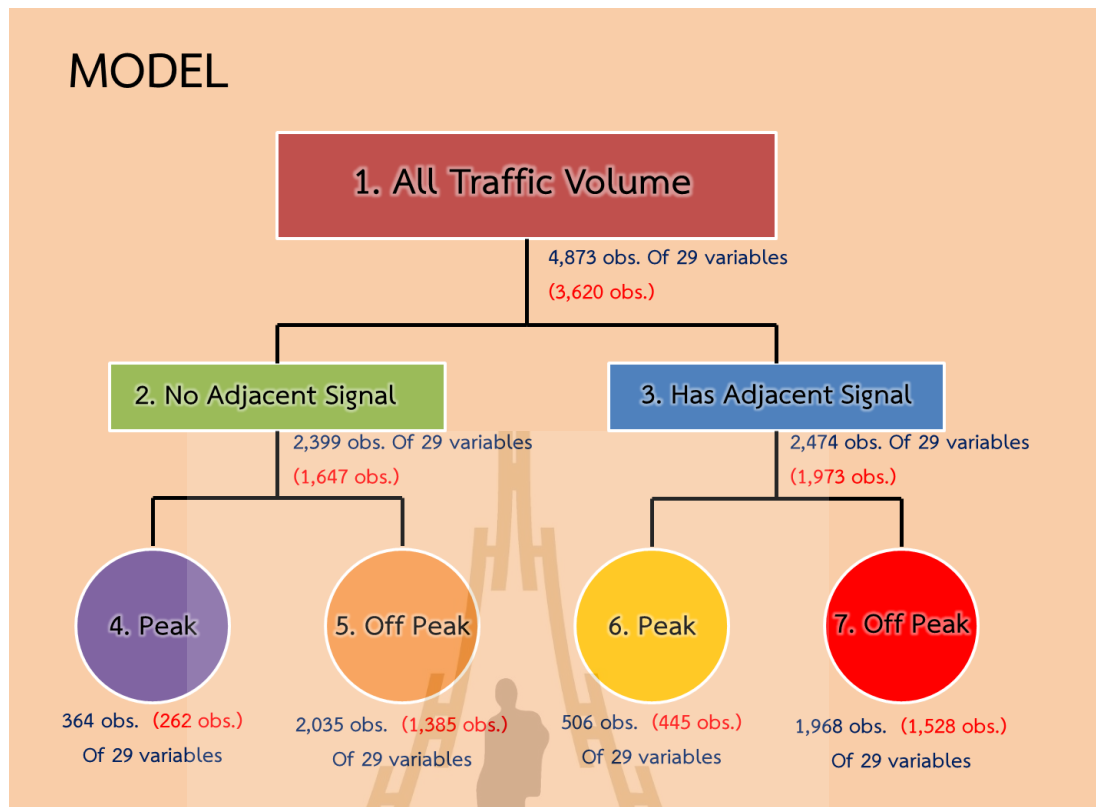 MODEL
1. All Traffic Volume
4,873 obs. Of 29 variables
(3,620 obs.)
2. No Adjacent Signal
3. Has Adjacent Signal
2,399 obs. Of 29 variables
(1,647 obs.)
2,474 obs. Of 29 variables
(1,973 obs.)
4. Peak
5. Off Peak
6. Peak
7. Off Peak
364 obs. (262 obs.)
Of 29 variables
2,035 obs. (1,385 obs.)
Of 29 variables
506 obs. (445 obs.)
Of 29 variables
1,968 obs. (1,528 obs.)
Of 29 variables